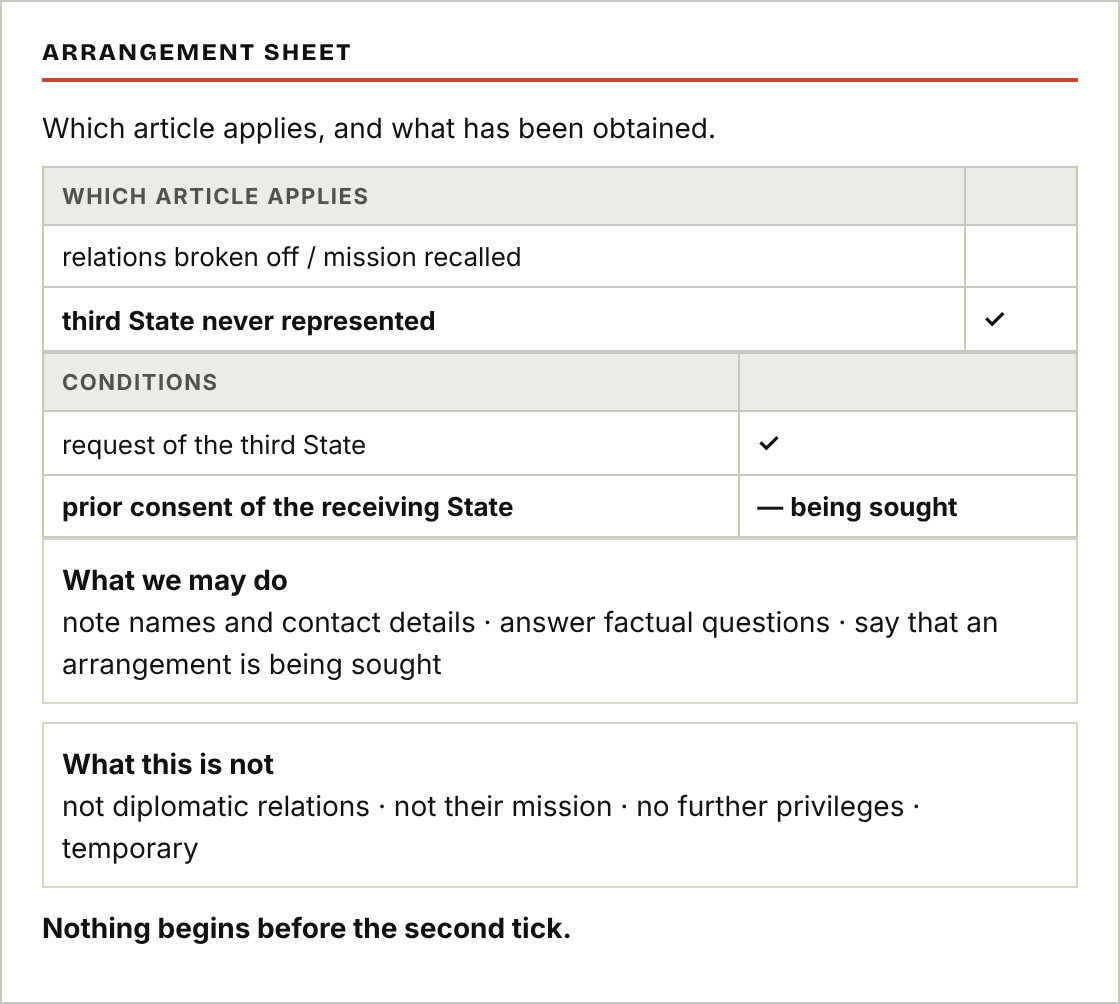 ARRANGEMENT SHEET
Which article applies, and what has been obtained.
WHICH ARTICLE APPLIES
relations broken off / mission recalled
third State never represented ✓
CONDITIONS
request of the third State ✓
prior consent of the receiving State — being sought
What we may do
note names and contact details · answer factual questions · say that an
arrangement is being sought
What this is not
not diplomatic relations · not their mission · no further privileges ·
temporary
Nothing begins before the second tick.